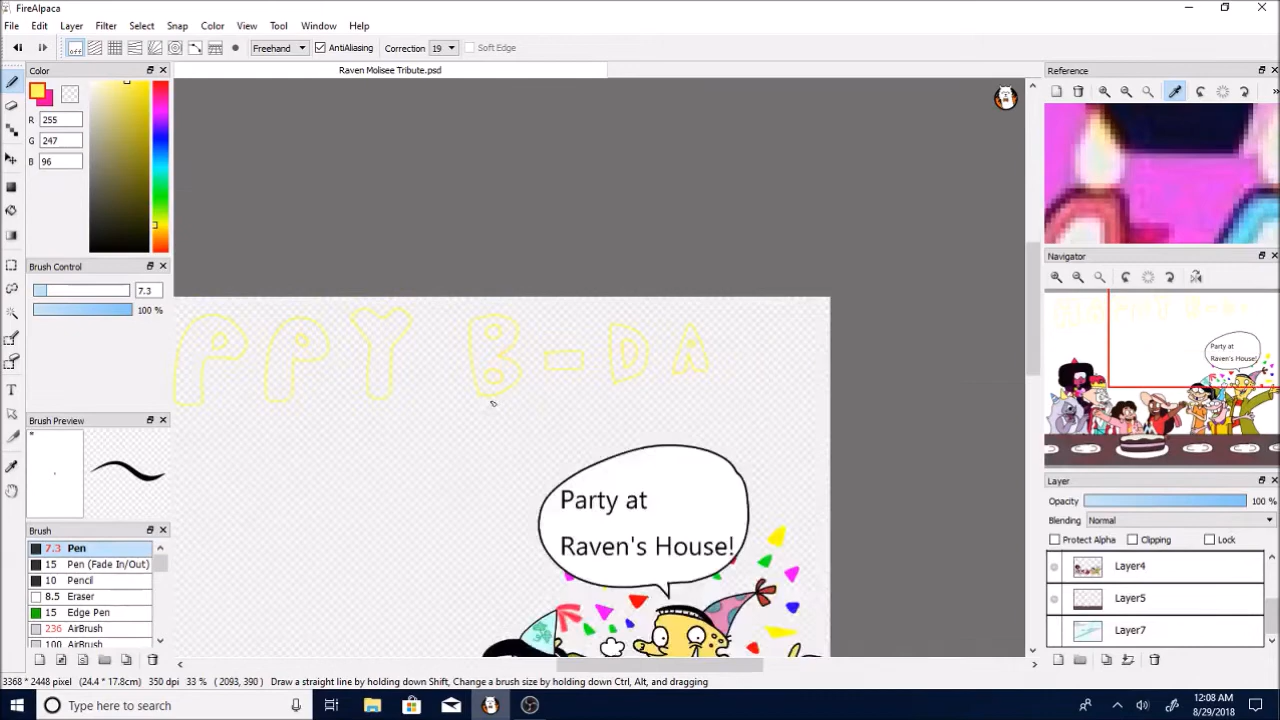 FireAlpaca
File Edit Layer Filter Select Snap Color View Tool Window Help
off Freehand AntiAliasing Correction 19 Soft Edge
Color
Raven Molisee Tribute.psd
Reference
R 255
G 247
B 96
Brush Control
7.3
100 %
Navigator
PPY B-DA
Party at
Raven's House!
Party at
Raven's House!
Brush Preview
Layer
Opacity 100 %
Blending Normal
Protect Alpha Clipping Lock
Brush
7.3 Pen
15 Pen (Fade In/Out)
10 Pencil
8.5 Eraser
15 Edge Pen
236 AirBrush
100 AirBrush
Layer4
Layer5
Layer7
3368 * 2448 pixel (24.4 * 17.8cm) 350 dpi 33 % ( 2093, 390 ) Draw a straight line by holding down Shift, Change a brush size by holding down Ctrl, Alt, and dragging
Type here to search
12:08 AM
8/29/2018